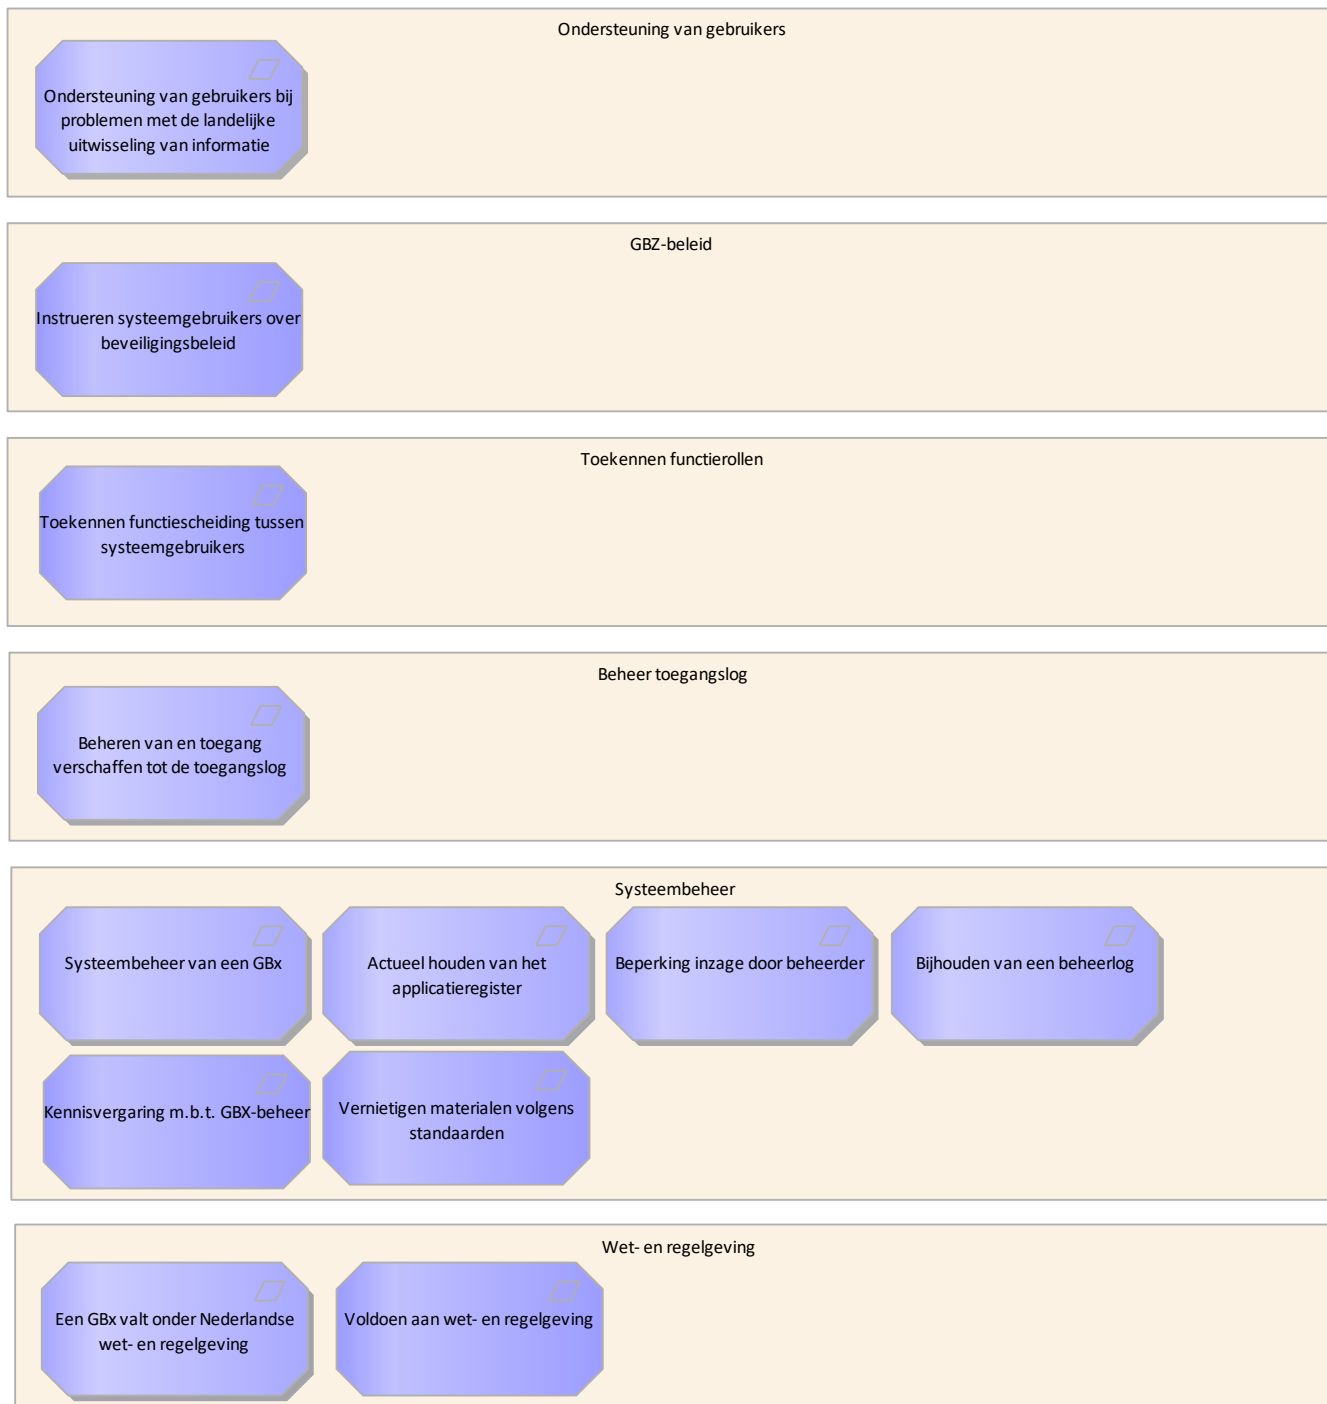 Ondersteuning van gebruikers
Ondersteuning van gebruikers bij
problemen met de landelijke
uitwisseling van informatie
GBZ-beleid
Instrueren systeemgebruikers over
beveiligingsbeleid
Toekennen functierollen
Toekennen functiescheiding tussen
systeemgebruikers
Beheer toegangslog
Beheren van en toegang
verschaffen tot de toegangslog
Systeembeheer
Systeembeheer van een GBx
Actueel houden van het
applicatieregister
Beperking inzage door beheerder
Bijhouden van een beheerlog
Kennisvergaring m.b.t. GBX-beheer
Vernietigen materialen volgens
standaarden
Wet- en regelgeving
Een GBx valt onder Nederlandse
wet- en regelgeving
Voldoen aan wet- en regelgeving